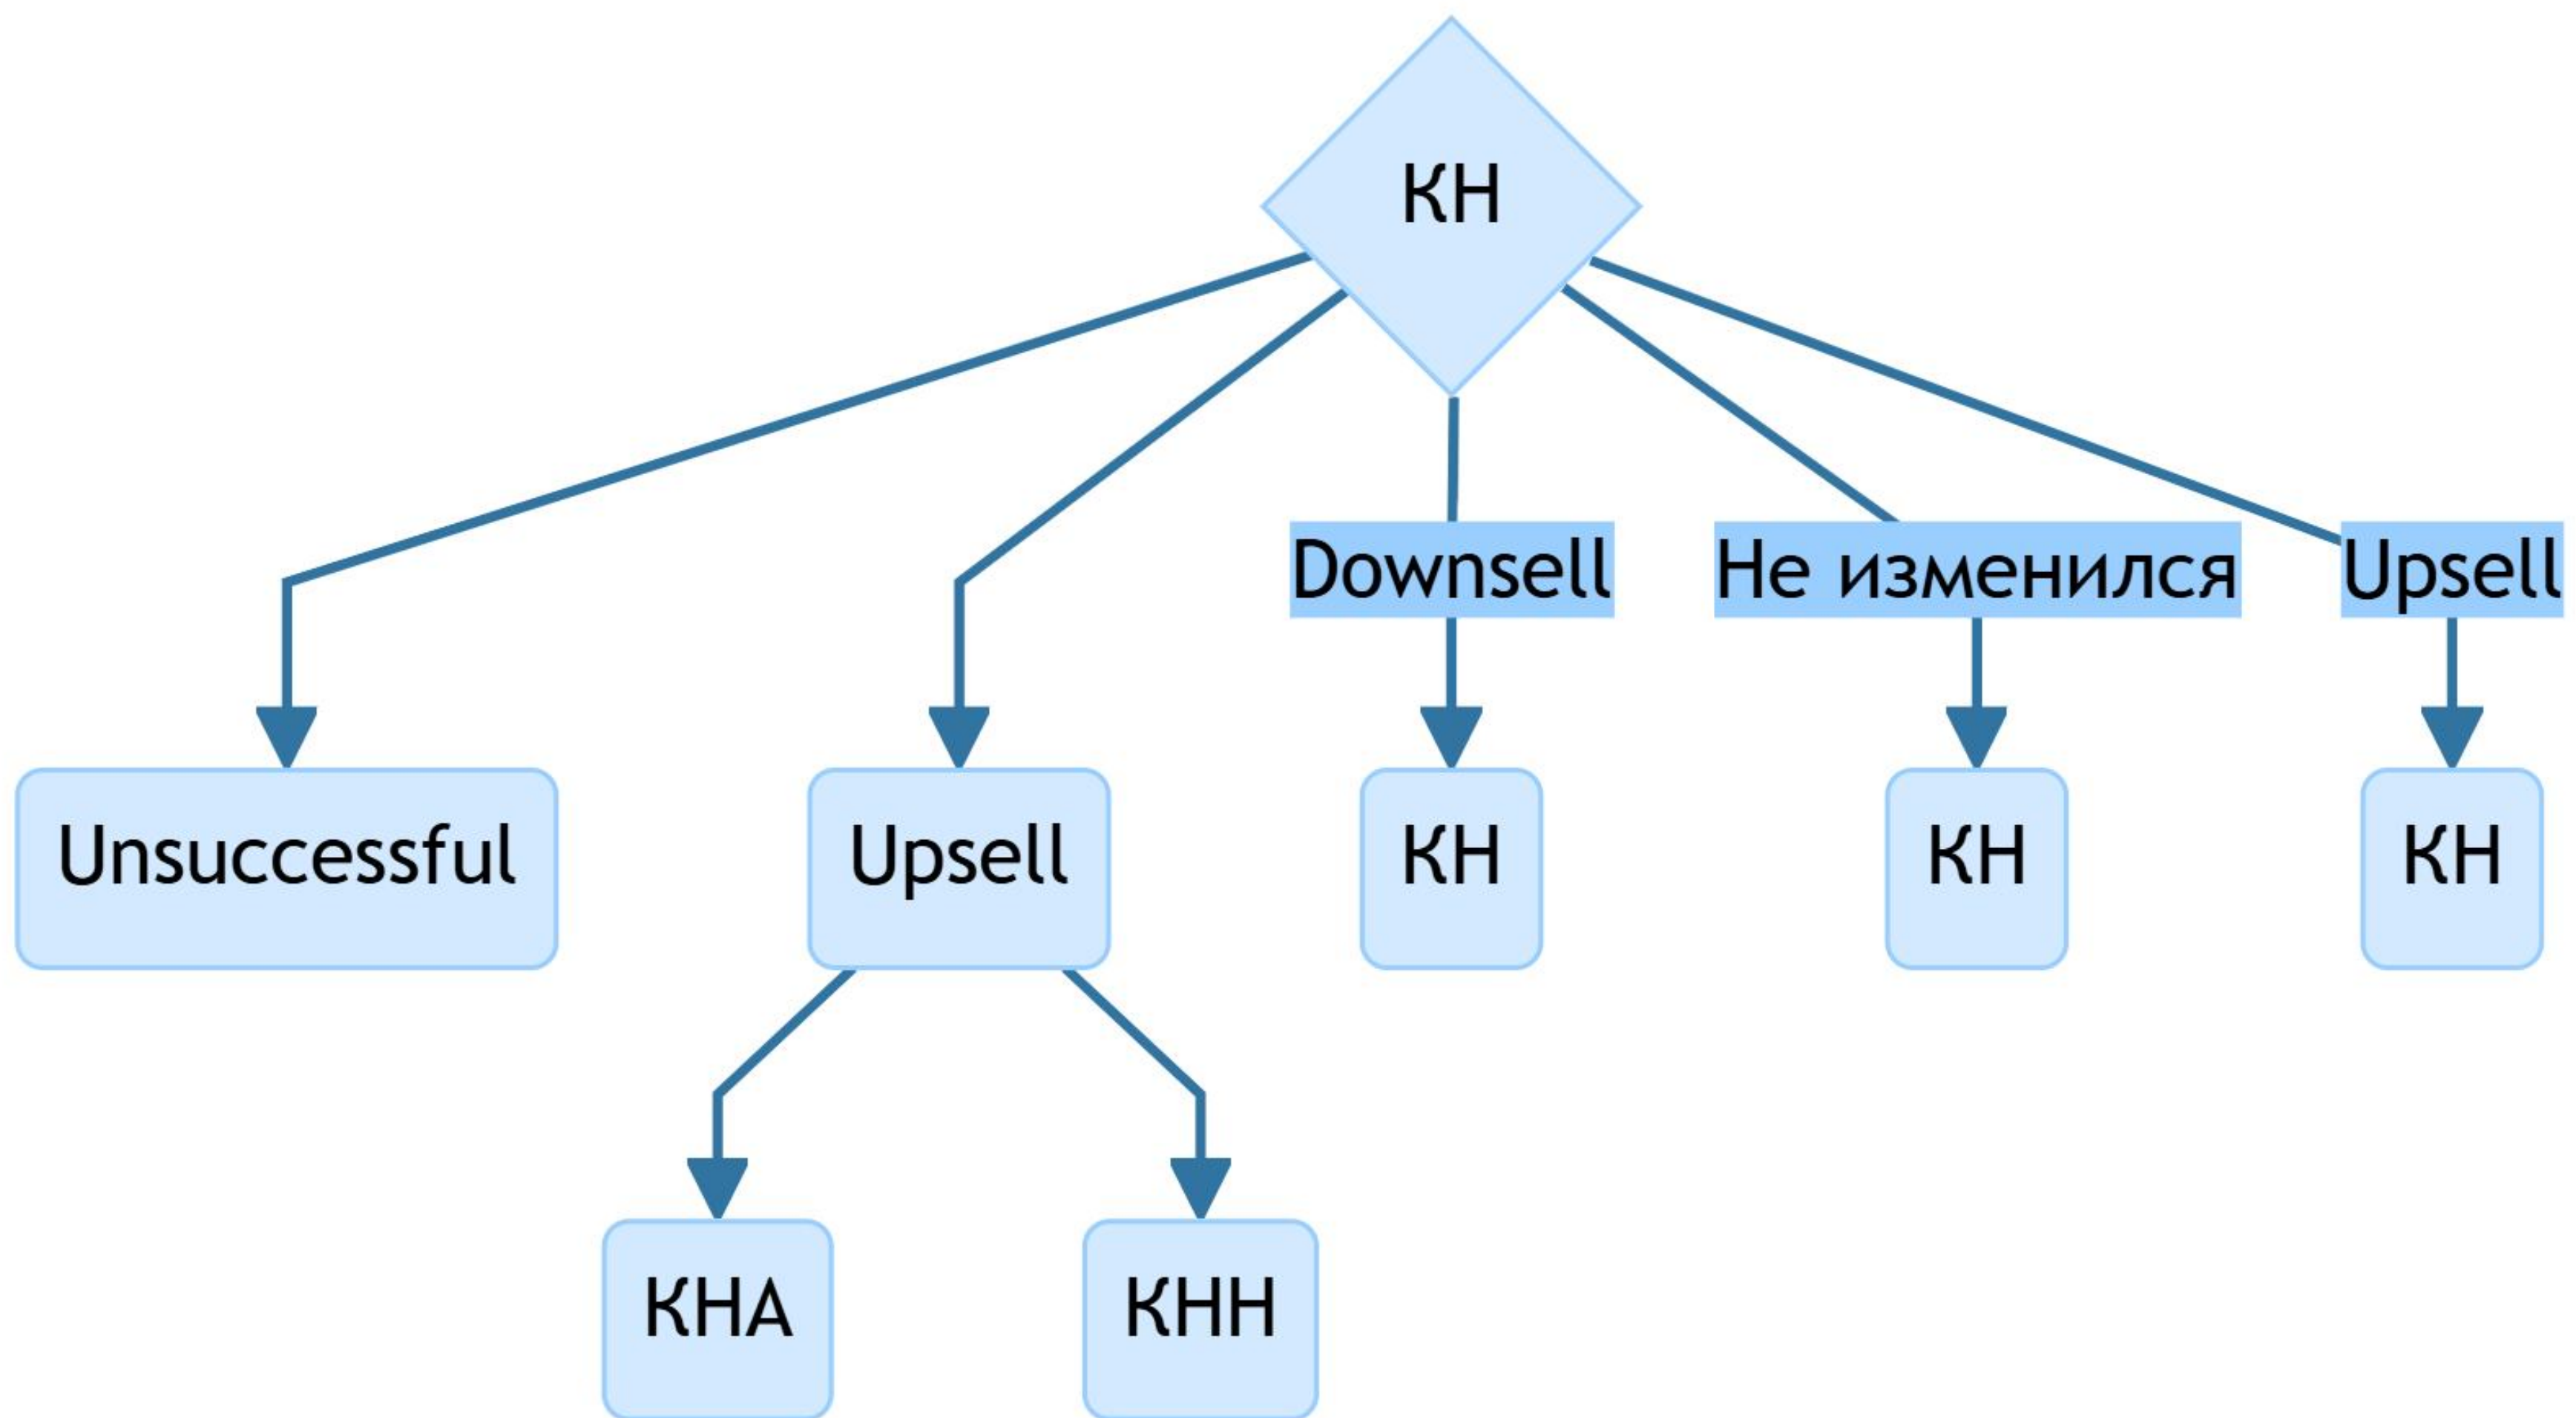 КН
Downsell
Не изменился
Upsell
Unsuccessful
Upsell
КН
КН
КН
КНА
КНН